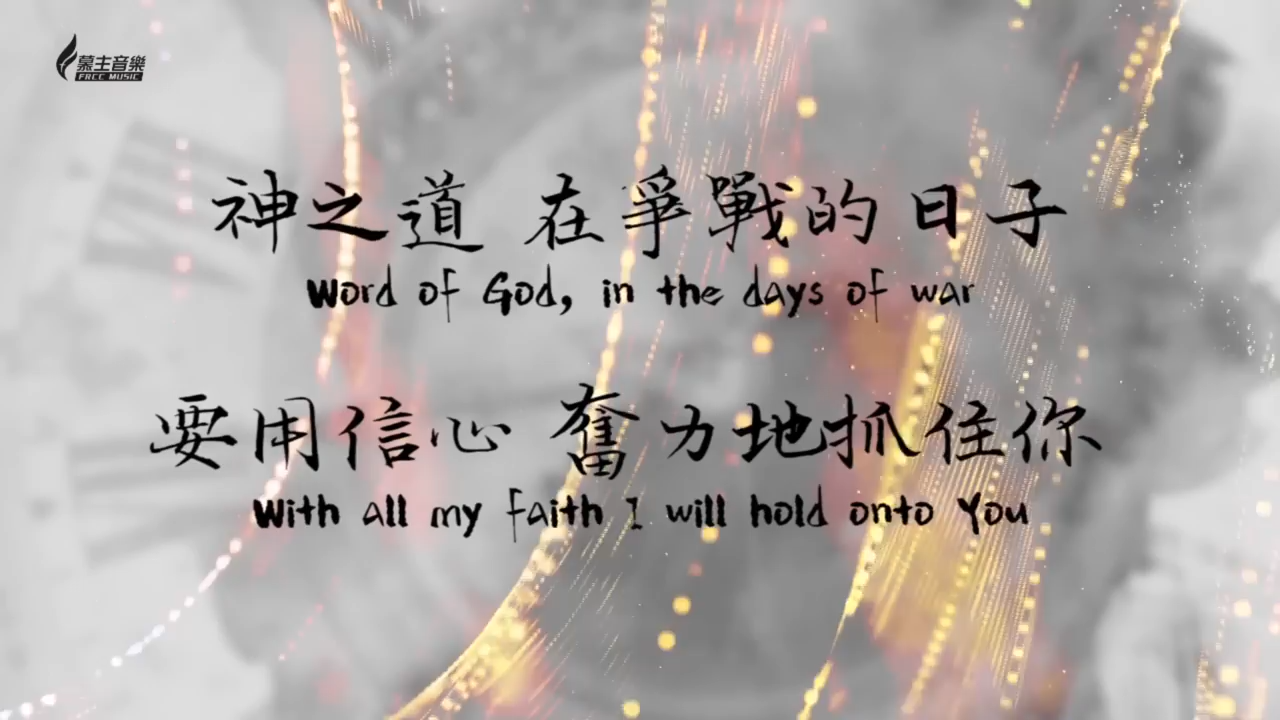 慕主音樂
FRCC MUSIC
神之道 在爭戰的日子
Word of God, in the days of war
要用信心 奮力地抓住你
With all my faith I will hold onto You